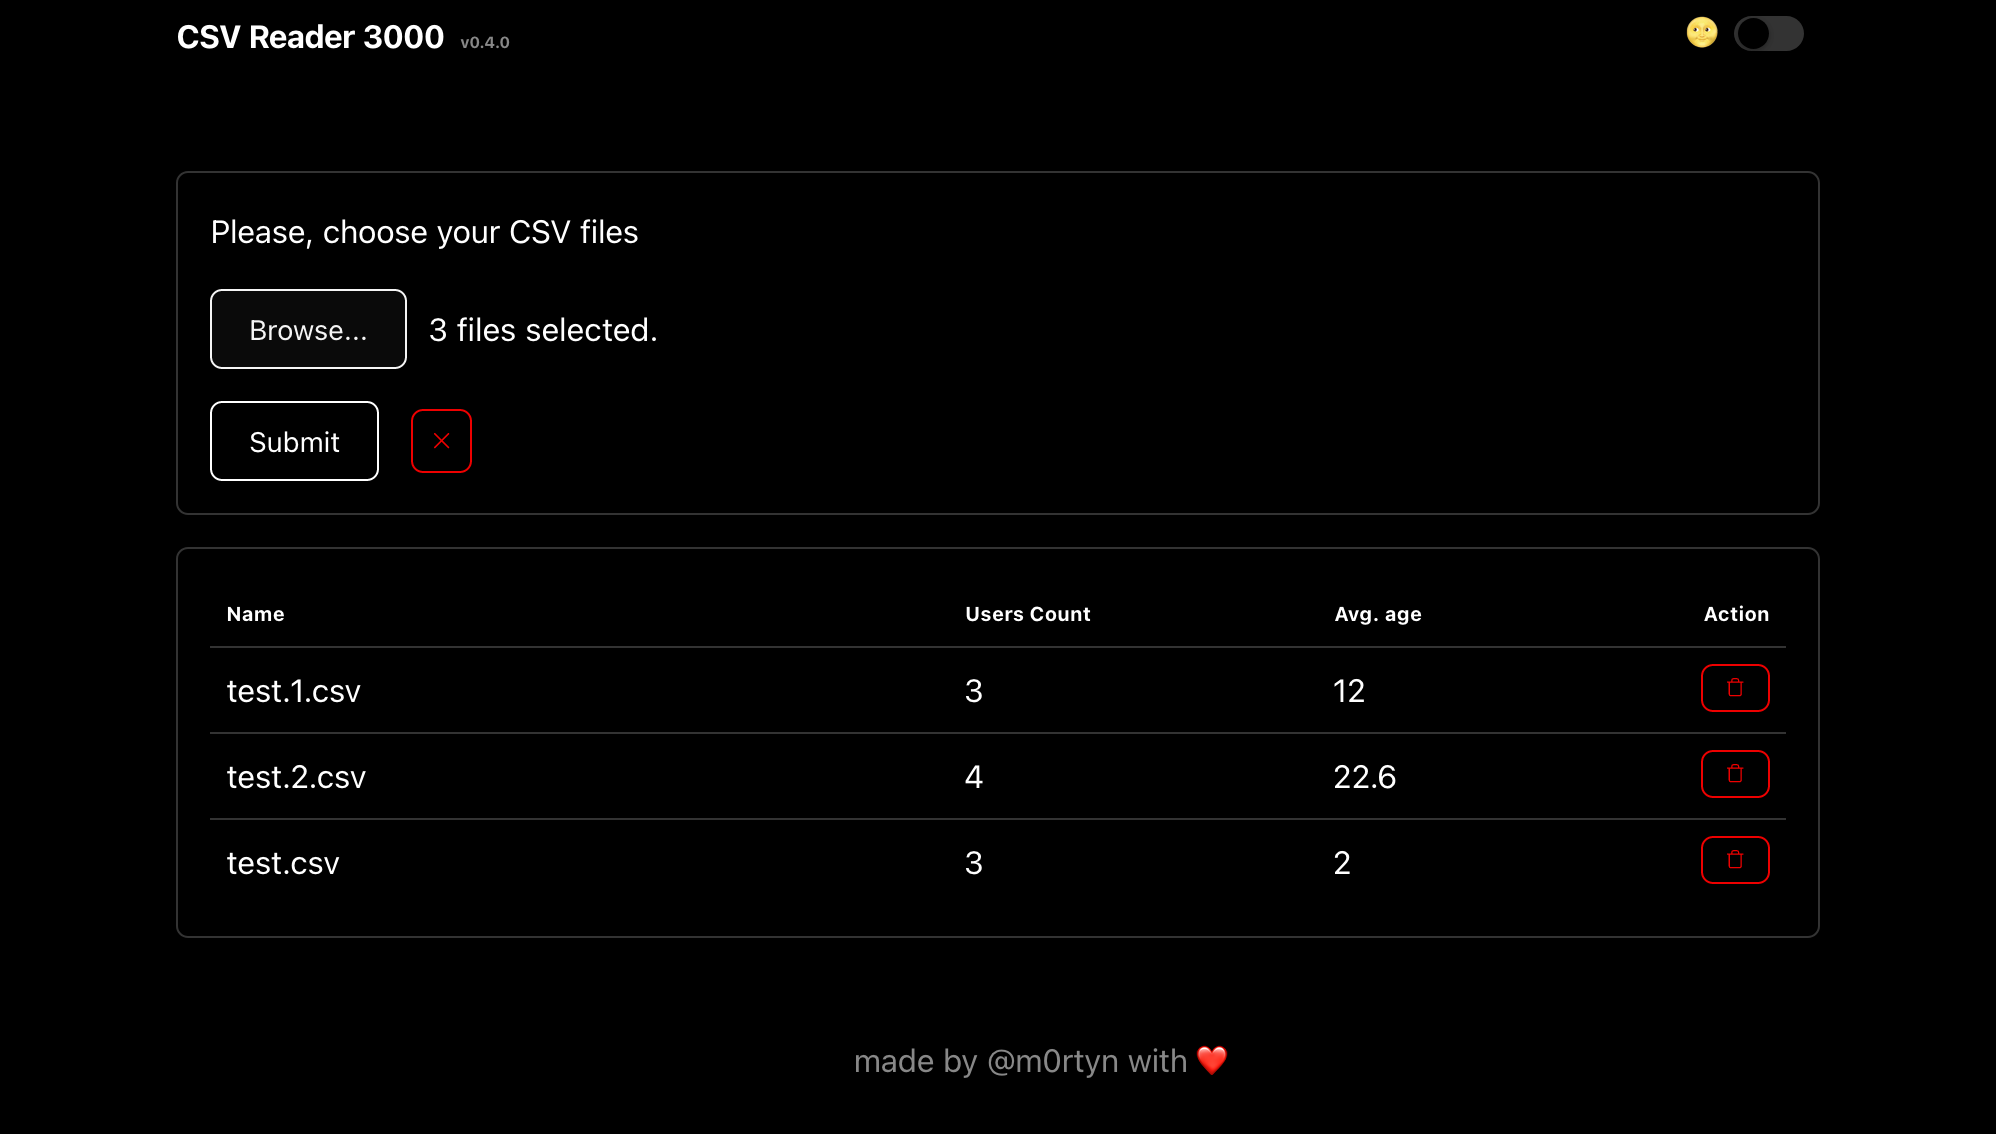 CSV Reader 3000 v0.4.0
Please, choose your CSV files
Browse... 3 files selected.
Submit
Name Users Count Avg. age Action
test.1.csv 3 12
test.2.csv 4 22.6
test.csv 3 2
made by @m0rtyn with ❤️